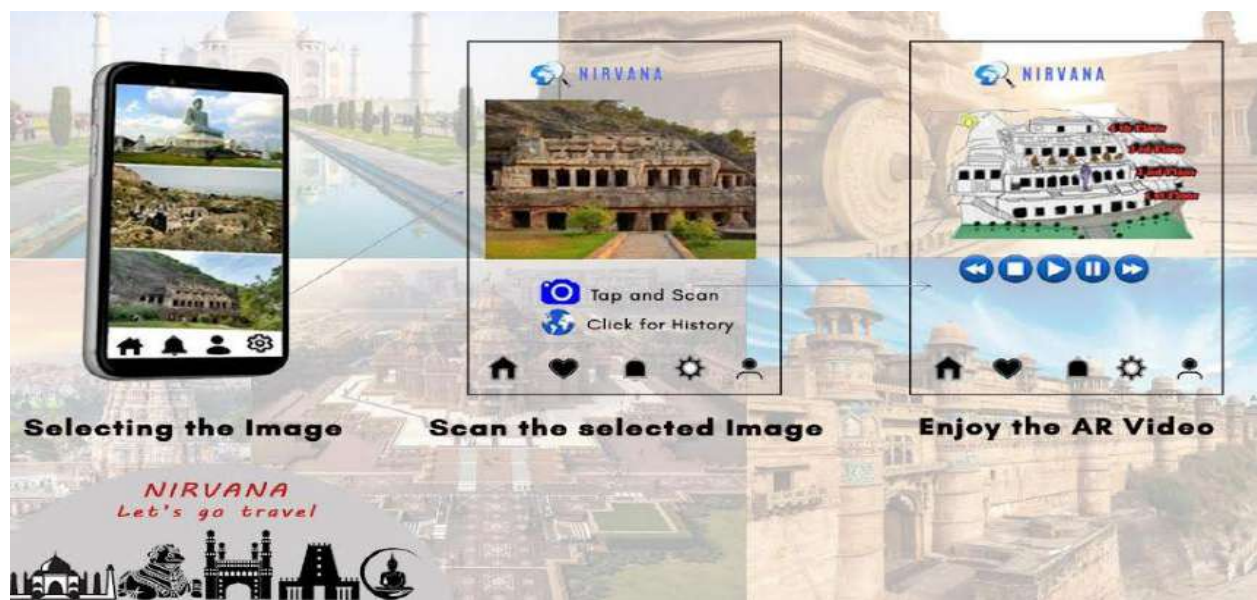 NIRVANA
NIRVANA
Tap and Scan
Click for History
Selecting the Image
Scan the selected Image
Enjoy the AR Video
NIRVANA
Let's go travel